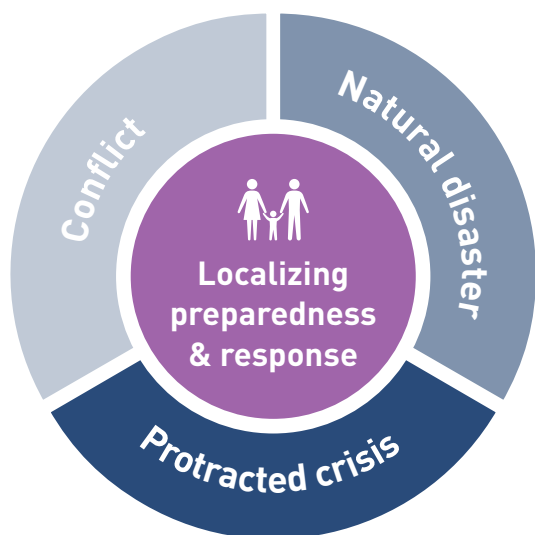 Conflict
Natural disaster
Localizing
preparedness
& response
Protracted crisis